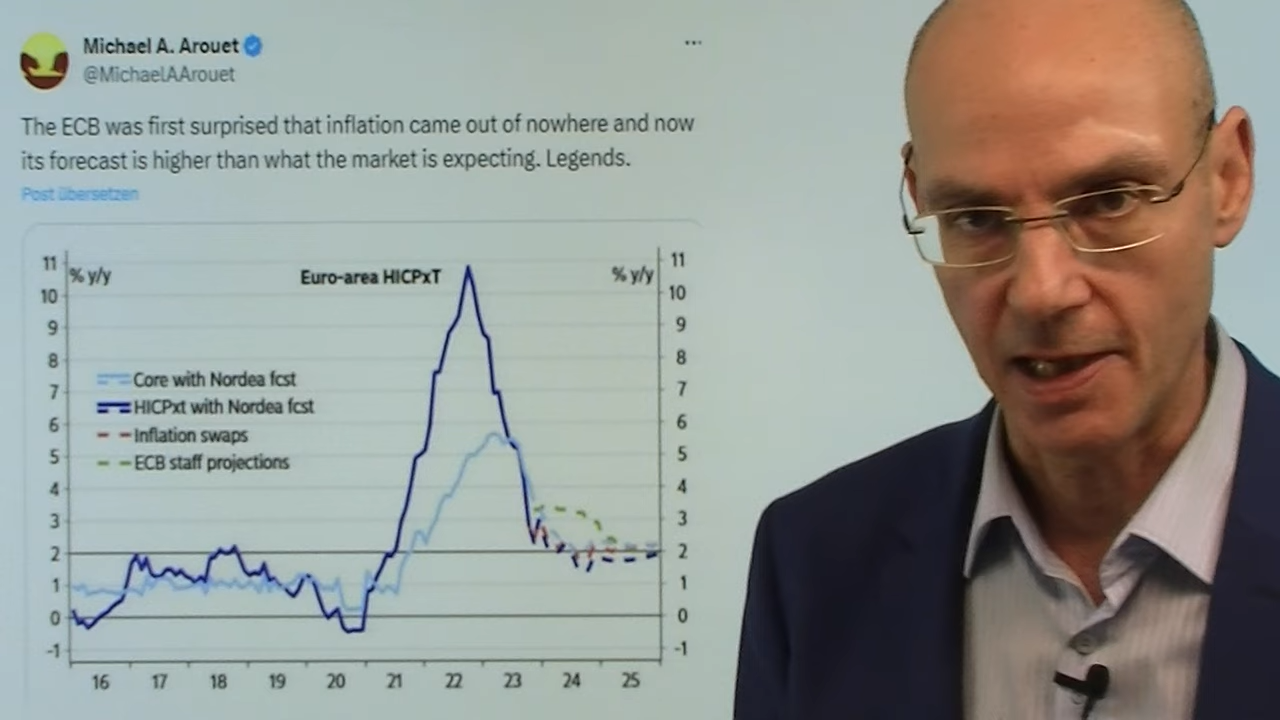 Michael A. Arouet
@MichaelAArouet
...
The ECB was first surprised that inflation came out of nowhere and now
its forecast is higher than what the market is expecting. Legends.
Post übersetzen
% y/y Euro-area HICPxT % y/y
11 11
10 10
9 9
8 8
7 7
6 6
5 5
4 4
3 3
2 2
1 1
0 0
-1 -1
Core with Nordea fcst
HICPxt with Nordea fcst
Inflation swaps
ECB staff projections
16 17 18 19 20 21 22 23 24 25